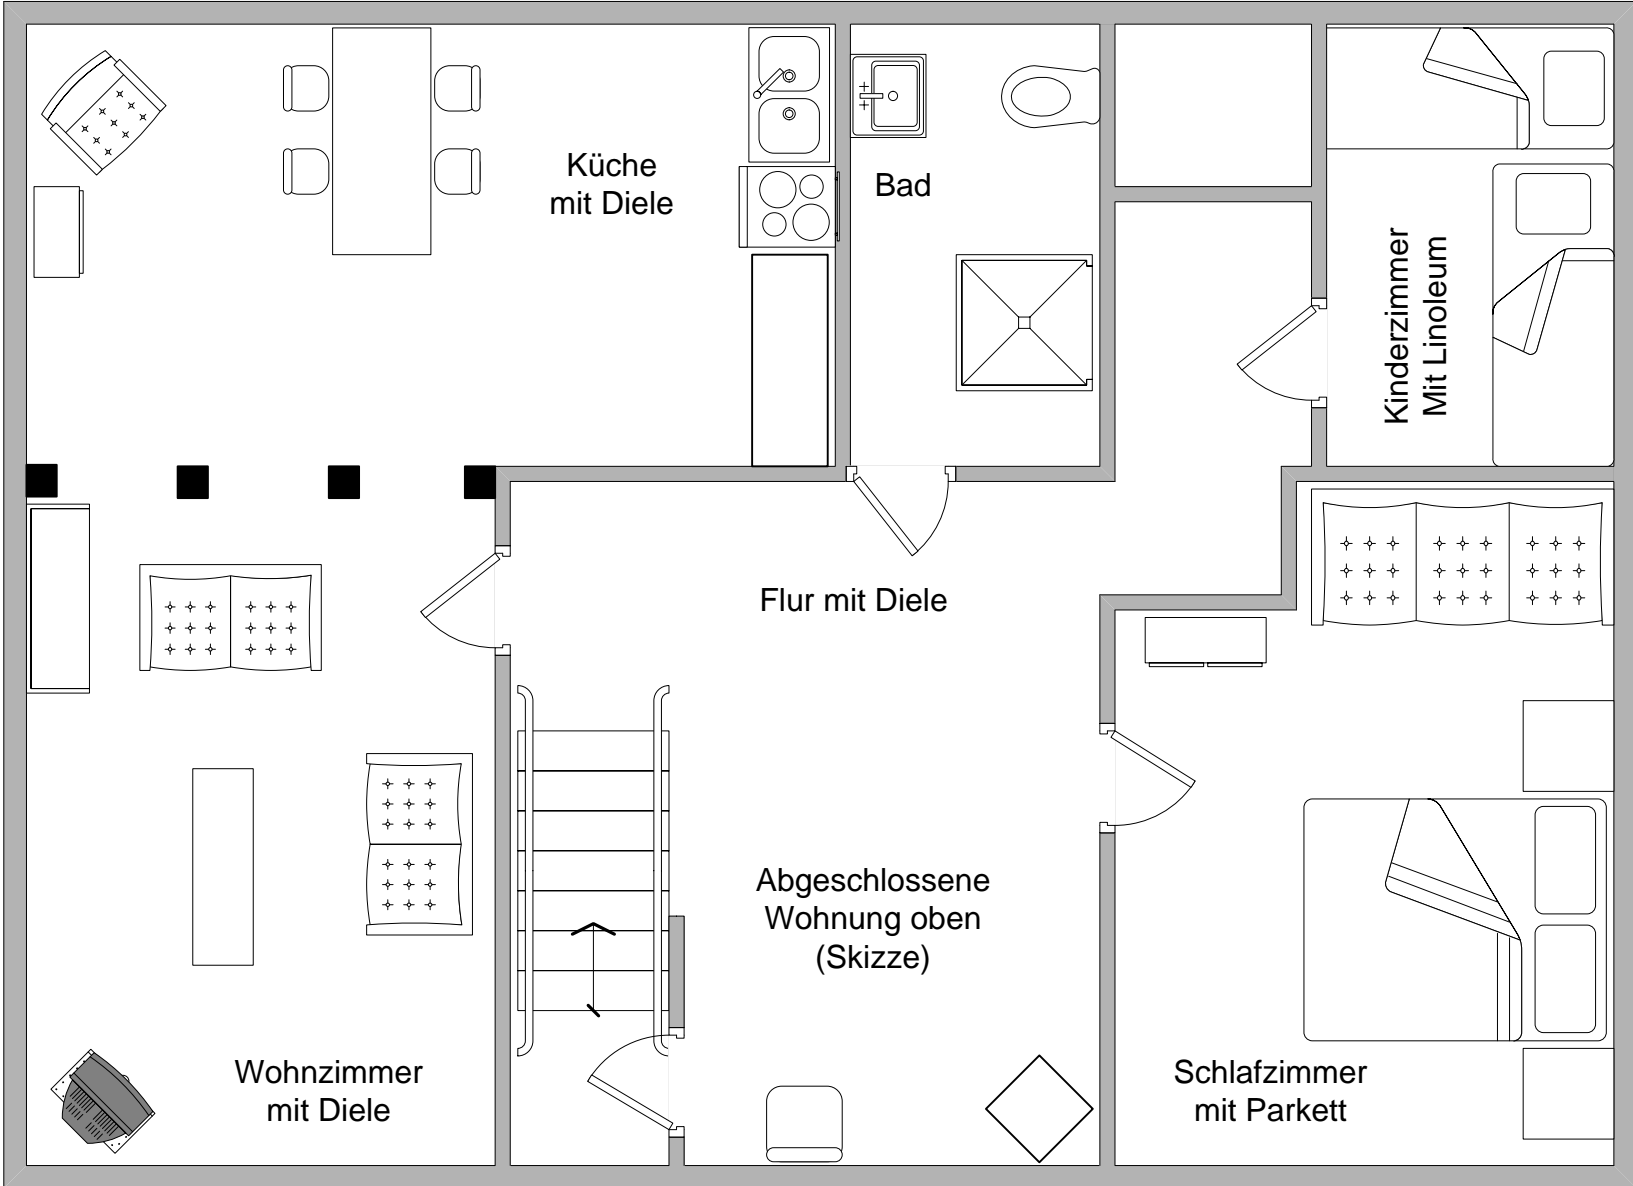 Küche
mit Diele
Bad
Kinderzimmer
Mit Linoleum
Flur mit Diele
Abgeschlossene
Wohnung oben
(Skizze)
Wohnzimmer
mit Diele
Schlafzimmer
mit Parkett